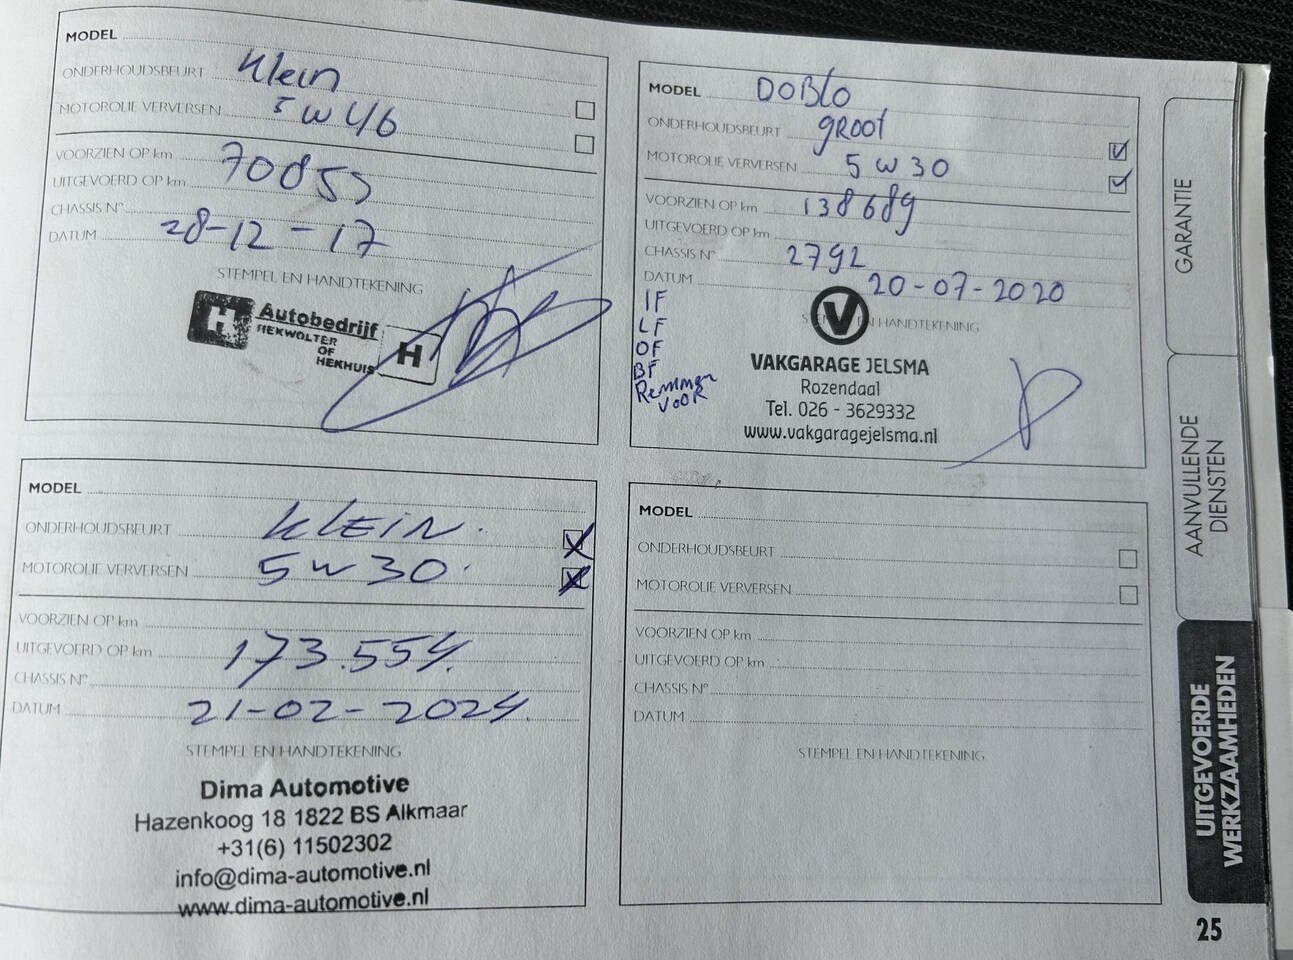 MODEL
ONDERHOUDSBEURT Klein
MOTOROLIE VERVERSEN 5 W 46
VOORZIEN OP km 70855
UITGEVOERD OP km
CHASSIS N°
DATUM 28-12-17
STEMPEL EN HANDTEKENING
H Autobedrijf
HEKWOLTER
OF
HEKHUIS
H
MODEL DOBLO
ONDERHOUDSBEURT GROOT
MOTOROLIE VERVERSEN 5 W 30
VOORZIEN OP km 138689
UITGEVOERD OP km
CHASSIS N° 2792
DATUM 20-07-2020
IF
LF
OF
BF
Remmen
VOOR
V
EN HANDTEKENING
VAKGARAGE JELSMA
Rozendaal
Tel. 026 - 3629332
www.vakgaragejelsma.nl
MODEL
ONDERHOUDSBEURT KLEIN.
MOTOROLIE VERVERSEN 5W30.
VOORZIEN OP km
UITGEVOERD OP km 173.554.
CHASSIS N°
DATUM 21-02-2024.
STEMPEL EN HANDTEKENING
Dima Automotive
Hazenkoog 18 1822 BS Alkmaar
+31(6) 11502302
info@dima-automotive.nl
www.dima-automotive.nl
MODEL
ONDERHOUDSBEURT
MOTOROLIE VERVERSEN
VOORZIEN OP km
UITGEVOERD OP km
CHASSIS N°
DATUM
STEMPEL EN HANDTEKENING
GARANTIE
AANVULLENDE
DIENSTEN
UITGEVOERDE
WERKZAAMHEDEN
25